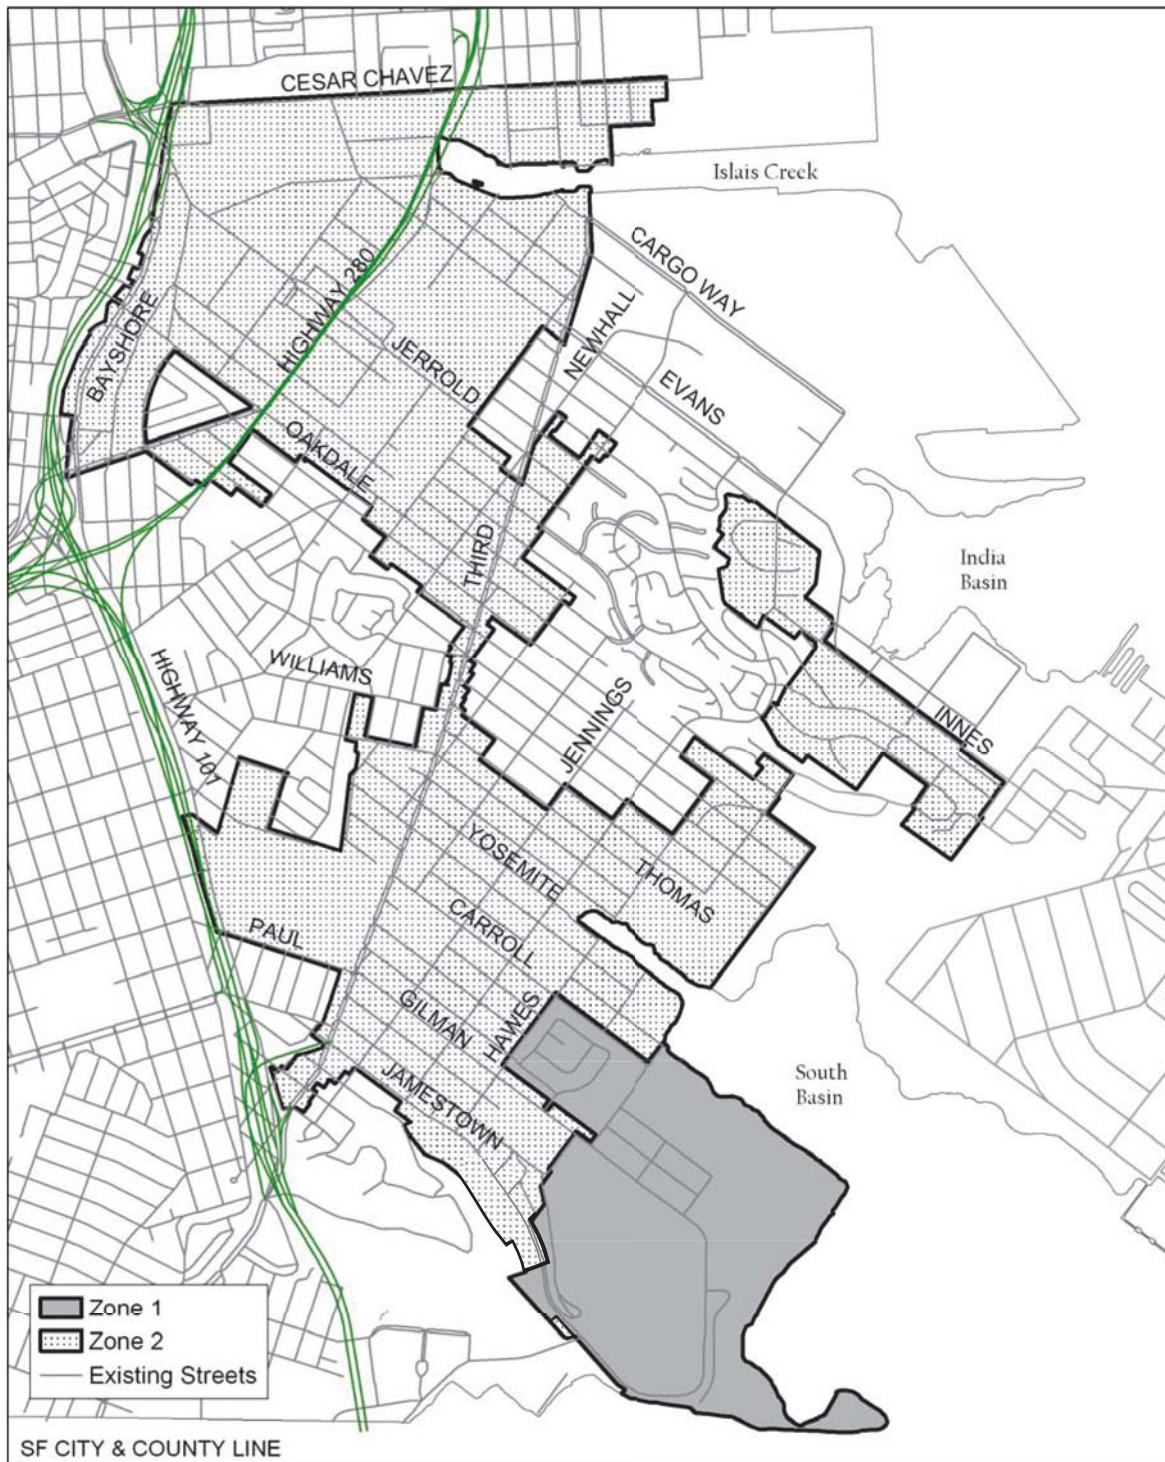 CESAR CHAVEZ
Islais Creek
CARGO WAY
HIGHWAY 280
NEWHALL
BAYSHORE
JERROLD
EVANS
OAKDALE
THIRD
India
Basin
WILLIAMS
HIGHWAY 101
JENNINGS
INNES
YOSEMITE
THOMAS
CARROLL
PAUL
GILMAN
HAWES
JAMESTOWN
South
Basin
Zone 1
Zone 2
Existing Streets
SF CITY & COUNTY LINE